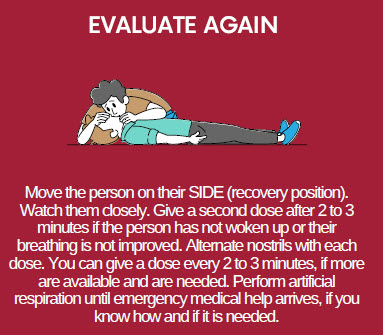 EVALUATE AGAIN
Move the person on their SIDE (recovery position).
Watch them closely. Give a second dose after 2 to 3
minutes if the person has not woken up or their
breathing is not improved. Alternate nostrils with each
dose. You can give a dose every 2 to 3 minutes, if more
are available and are needed. Perform artificial
respiration until emergency medical help arrives, if you
know how and if it is needed.